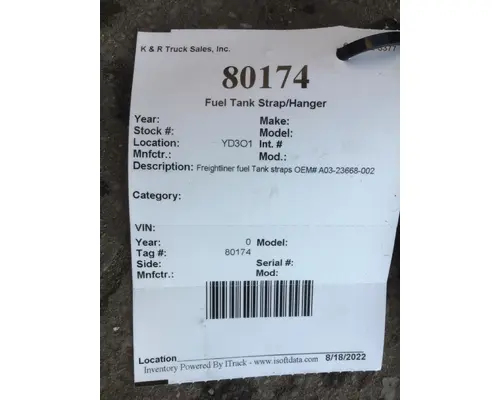 K & R Truck Sales, Inc.
80174
Fuel Tank Strap/Hanger
Year: Make:
Stock #: Model:
Location: YD3O1 Int. #
Mnfctr.: Mod.:
Description: Freightliner fuel Tank straps OEM# A03-23668-002
Category:
VIN:
Year: 0 Model:
Tag #: 80174
Side: Serial #:
Mnfctr.: Mod:
Location
Inventory Powered By ITrack - www.isoftdata.com 8/18/2022